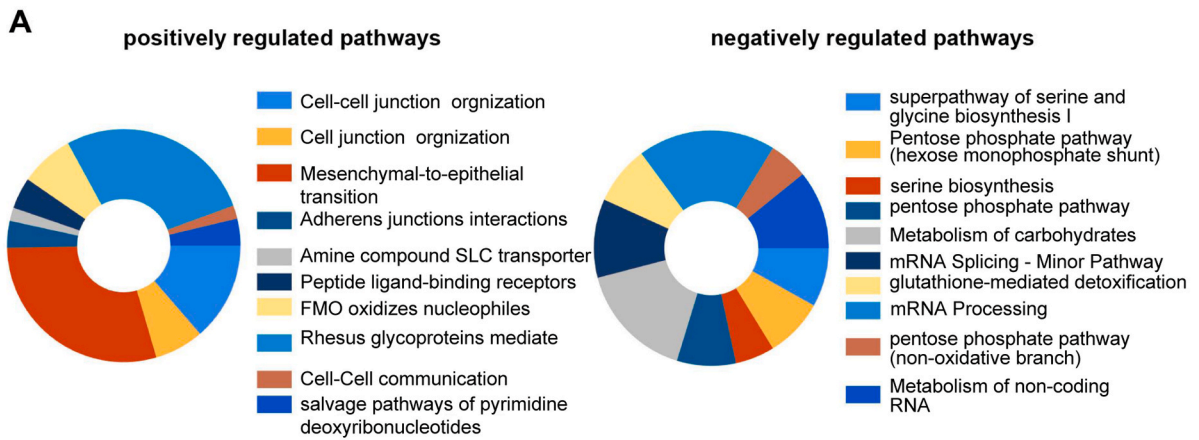 A
positively regulated pathways
Cell-cell junction orgnization
Cell junction orgnization
Mesenchymal-to-epithelial
transition
Adherens junctions interactions
Amine compound SLC transporter
Peptide ligand-binding receptors
FMO oxidizes nucleophiles
Rhesus glycoproteins mediate
Cell-Cell communication
salvage pathways of pyrimidine
deoxyribonucleotides
negatively regulated pathways
superpathway of serine and
glycine biosynthesis I
Pentose phosphate pathway
(hexose monophosphate shunt)
serine biosynthesis
pentose phosphate pathway
Metabolism of carbohydrates
mRNA Splicing - Minor Pathway
glutathione-mediated detoxification
mRNA Processing
pentose phosphate pathway
(non-oxidative branch)
Metabolism of non-coding
RNA